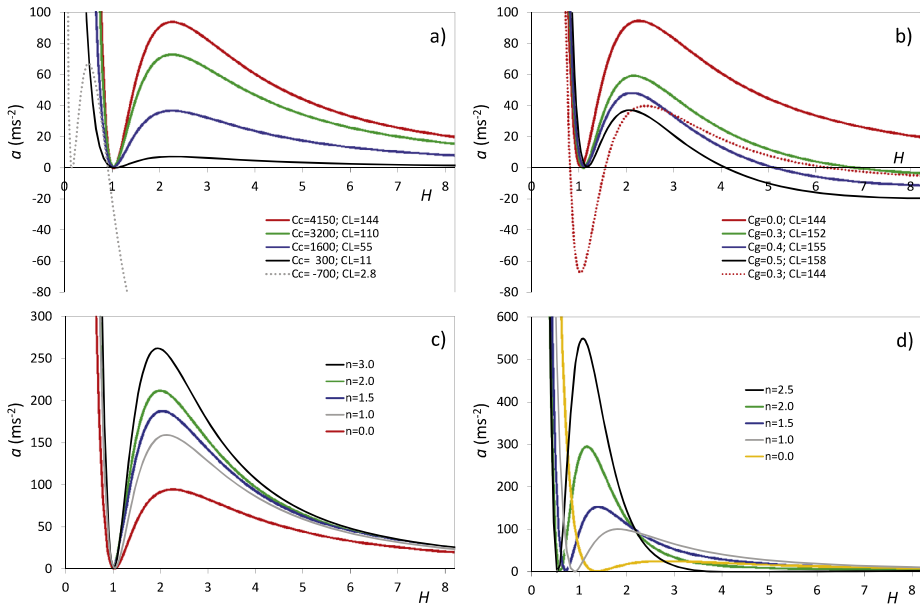 a)
a (ms⁻²)
100
80
60
40
20
0
-20
-40
-60
-80
0 1 2 3 4 5 6 7 8
H
Cc=4150; CL=144
Cc=3200; CL=110
Cc=1600; CL=55
Cc= 300; CL=11
Cc= -700; CL=2.8
b)
a (ms⁻²)
100
80
60
40
20
0
-20
-40
-60
-80
0 1 2 3 4 5 6 7 8
H
Cg=0.0; CL=144
Cg=0.3; CL=152
Cg=0.4; CL=155
Cg=0.5; CL=158
Cg=0.3; CL=144
c)
a (ms⁻²)
300
250
200
150
100
50
0
0 1 2 3 4 5 6 7 8
H
n=3.0
n=2.0
n=1.5
n=1.0
n=0.0
d)
a (ms⁻²)
600
500
400
300
200
100
0
0 1 2 3 4 5 6 7 8
H
n=2.5
n=2.0
n=1.5
n=1.0
n=0.0